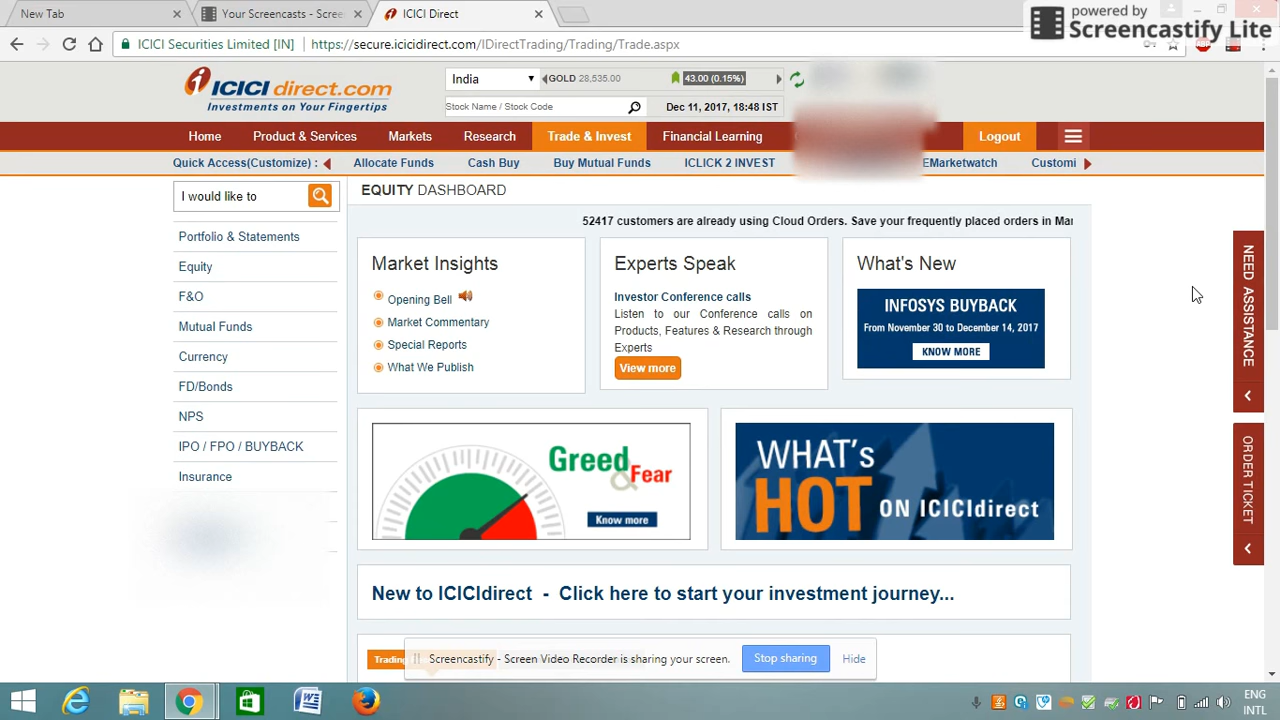 New Tab
Your Screencasts - Scree
ICICI Direct
powered by
Screencastify Lite
ICICI Securities Limited [IN]
https://secure.icicidirect.com/IDirectTrading/Trading/Trade.aspx
ICICI direct.com
Investments on Your Fingertips
India
GOLD 28,535.00
43.00 (0.15%)
Stock Name / Stock Code
Dec 11, 2017, 18:48 IST
Home
Product & Services
Markets
Research
Trade & Invest
Financial Learning
Logout
Quick Access(Customize) :
Allocate Funds
Cash Buy
Buy Mutual Funds
ICLICK 2 INVEST
EMarketwatch
Customi
I would like to
Portfolio & Statements
Equity
F&O
Mutual Funds
Currency
FD/Bonds
NPS
IPO / FPO / BUYBACK
Insurance
EQUITY DASHBOARD
52417 customers are already using Cloud Orders. Save your frequently placed orders in Mar
Market Insights
Opening Bell
Market Commentary
Special Reports
What We Publish
Experts Speak
Investor Conference calls
Listen to our Conference calls on
Products, Features & Research through
Experts
View more
What's New
INFOSYS BUYBACK
From November 30 to December 14, 2017
KNOW MORE
Greed
& Fear
Know more
WHAT's
HOT ON ICICIdirect
New to ICICIdirect - Click here to start your investment journey...
Trading
Screencastify - Screen Video Recorder is sharing your screen.
Stop sharing
Hide
NEED ASSISTANCE
ORDER TICKET
ENG
INTL